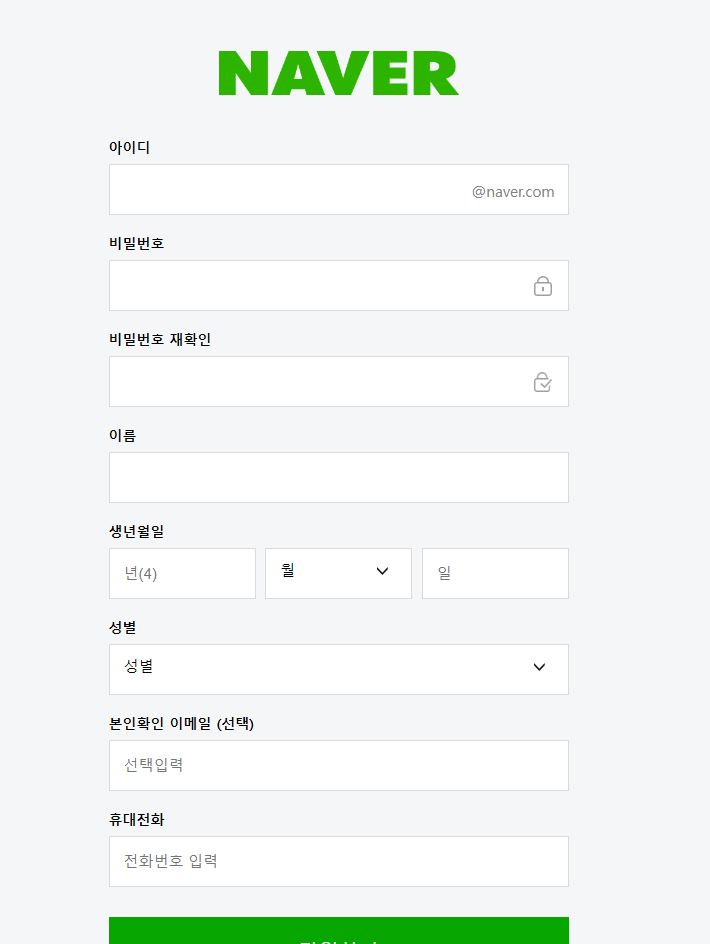 NAVER
아이디
@naver.com
비밀번호
비밀번호 재확인
이름
생년월일
년(4) 월 일
성별
성별
본인확인 이메일 (선택)
선택입력
휴대전화
전화번호 입력